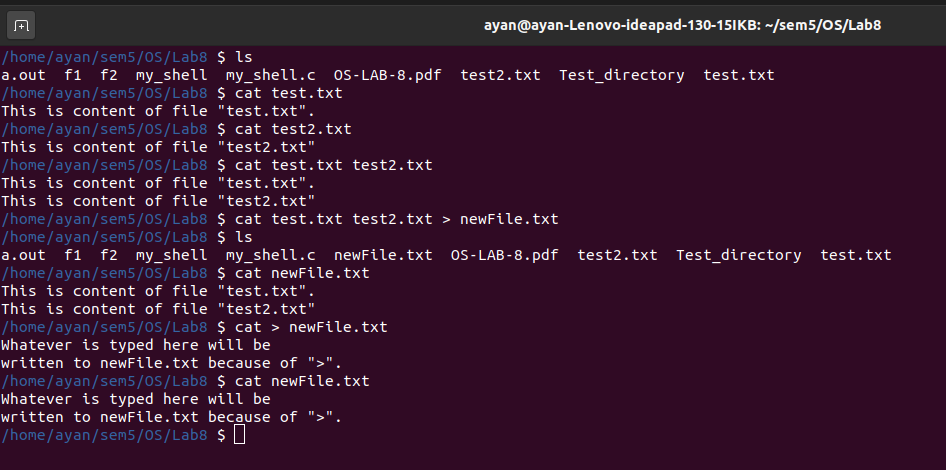 ayan@ayan-Lenovo-ideapad-130-15IKB: ~/sem5/OS/Lab8
/home/ayan/sem5/OS/Lab8 $ ls
a.out  f1  f2  my_shell  my_shell.c  OS-LAB-8.pdf  test2.txt  Test_directory  test.txt
/home/ayan/sem5/OS/Lab8 $ cat test.txt
This is content of file "test.txt".
/home/ayan/sem5/OS/Lab8 $ cat test2.txt
This is content of file "test2.txt"
/home/ayan/sem5/OS/Lab8 $ cat test.txt test2.txt
This is content of file "test.txt".
This is content of file "test2.txt"
/home/ayan/sem5/OS/Lab8 $ cat test.txt test2.txt > newFile.txt
/home/ayan/sem5/OS/Lab8 $ ls
a.out  f1  f2  my_shell  my_shell.c  newFile.txt  OS-LAB-8.pdf  test2.txt  Test_directory  test.txt
/home/ayan/sem5/OS/Lab8 $ cat newFile.txt
This is content of file "test.txt".
This is content of file "test2.txt"
/home/ayan/sem5/OS/Lab8 $ cat > newFile.txt
Whatever is typed here will be
written to newFile.txt because of ">".
/home/ayan/sem5/OS/Lab8 $ cat newFile.txt
Whatever is typed here will be
written to newFile.txt because of ">".
/home/ayan/sem5/OS/Lab8 $